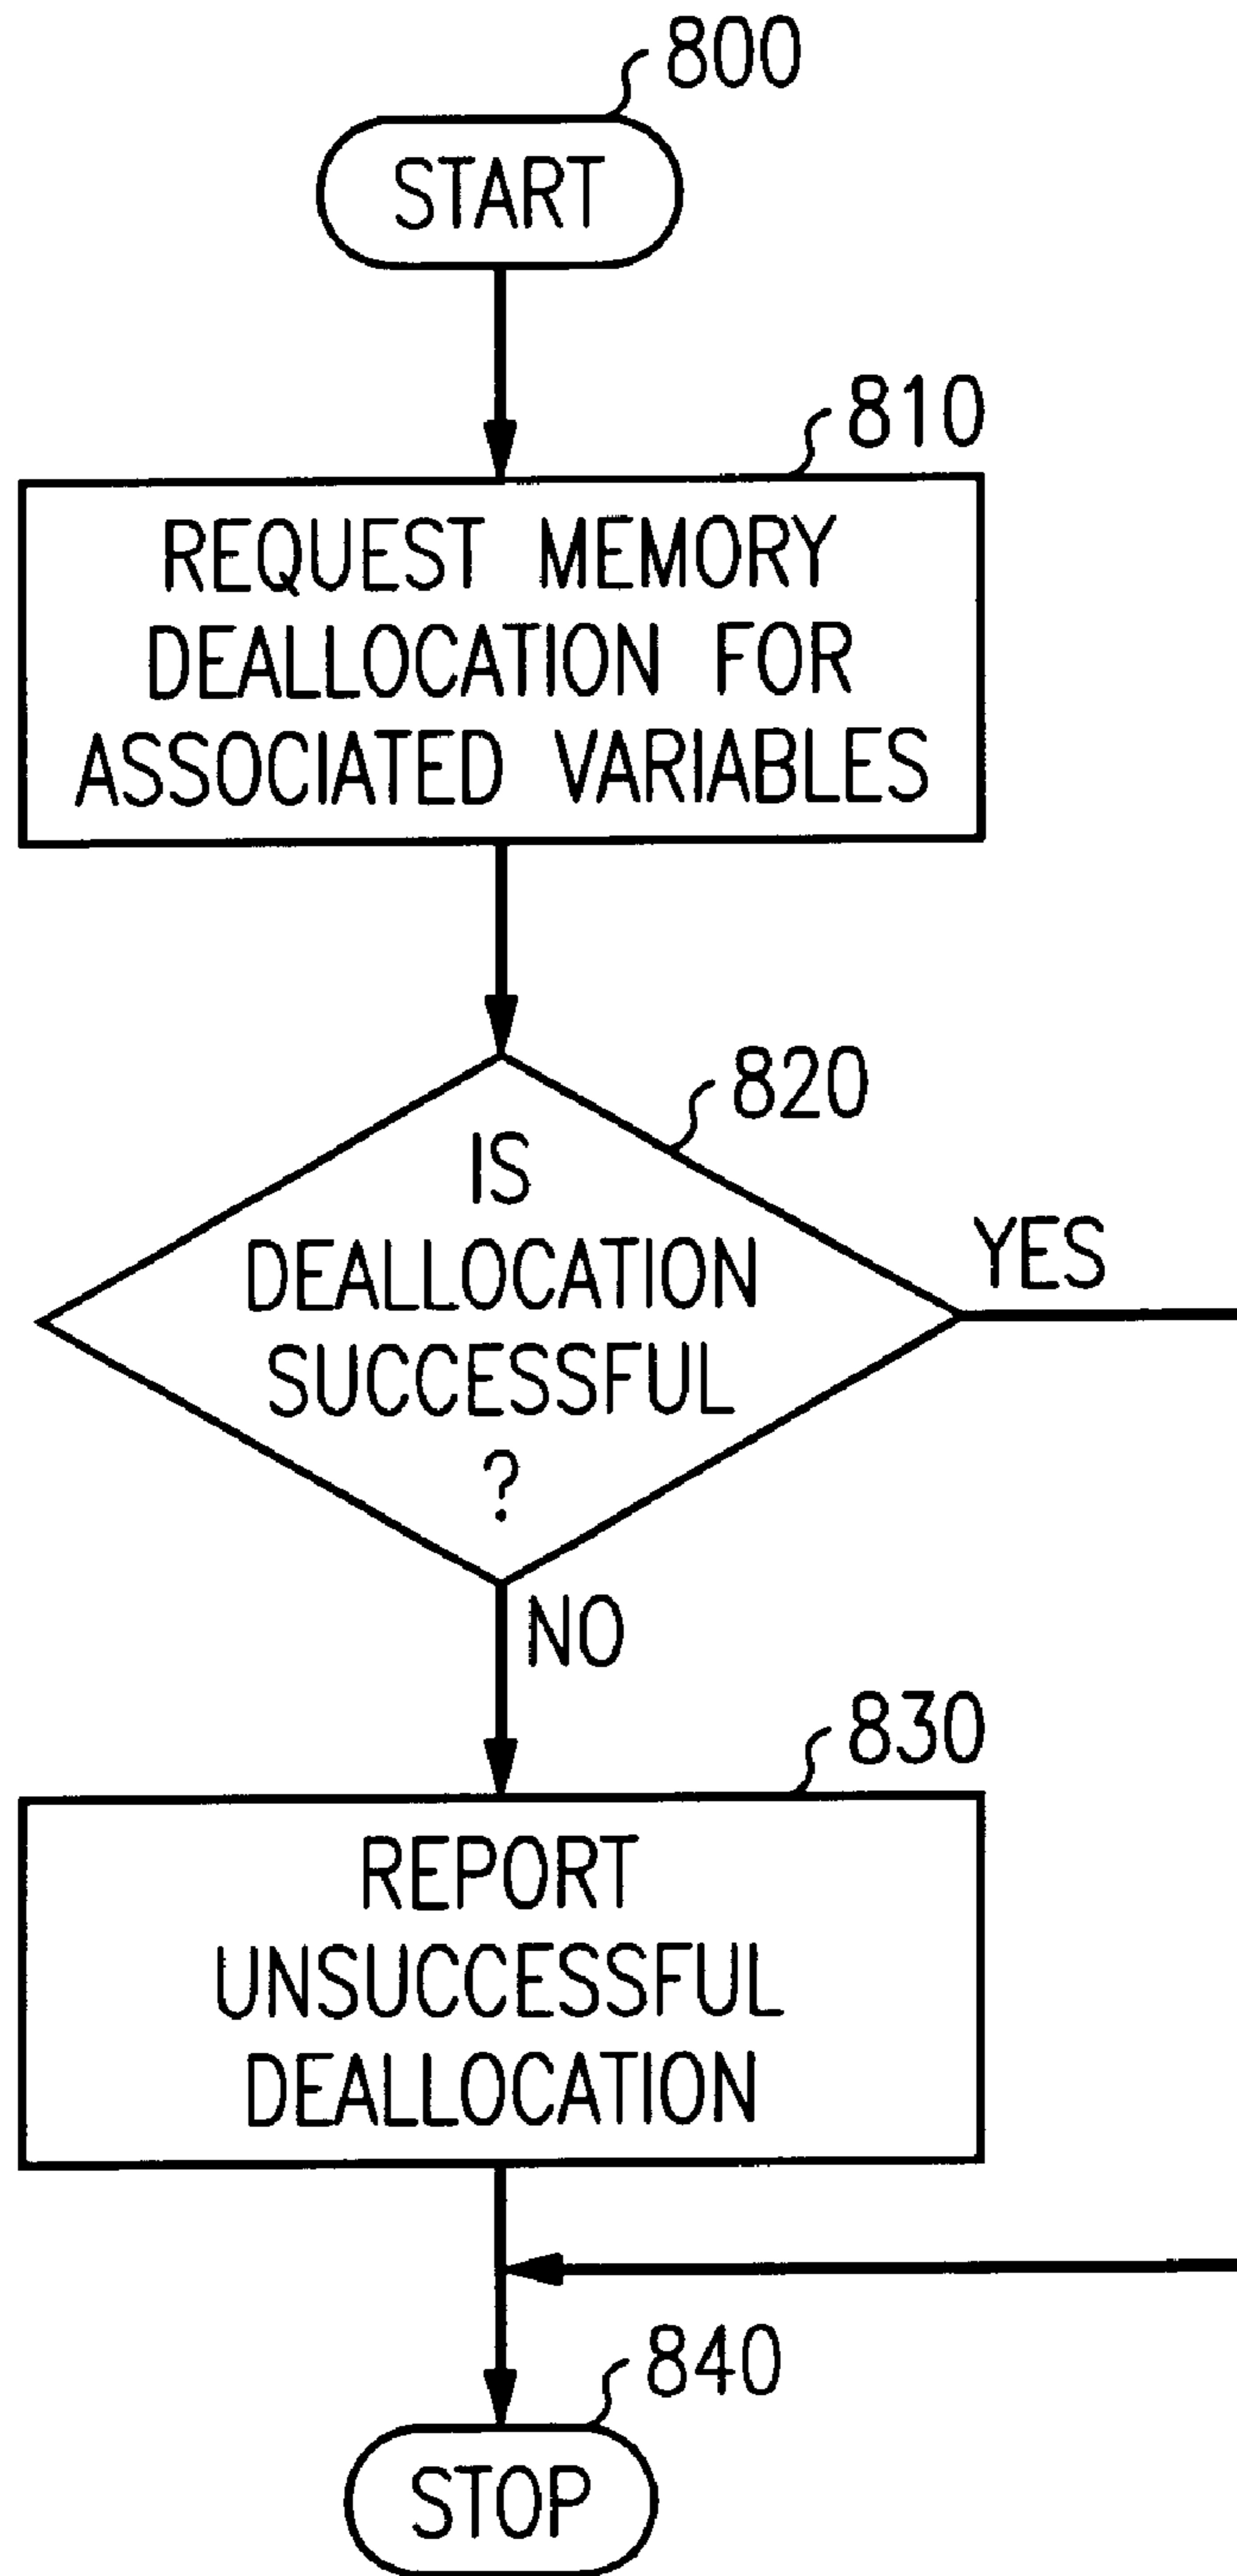 800
START
810
REQUEST MEMORY
DEALLOCATION FOR
ASSOCIATED VARIABLES
820
IS
DEALLOCATION
SUCCESSFUL
?
YES
NO
830
REPORT
UNSUCCESSFUL
DEALLOCATION
840
STOP